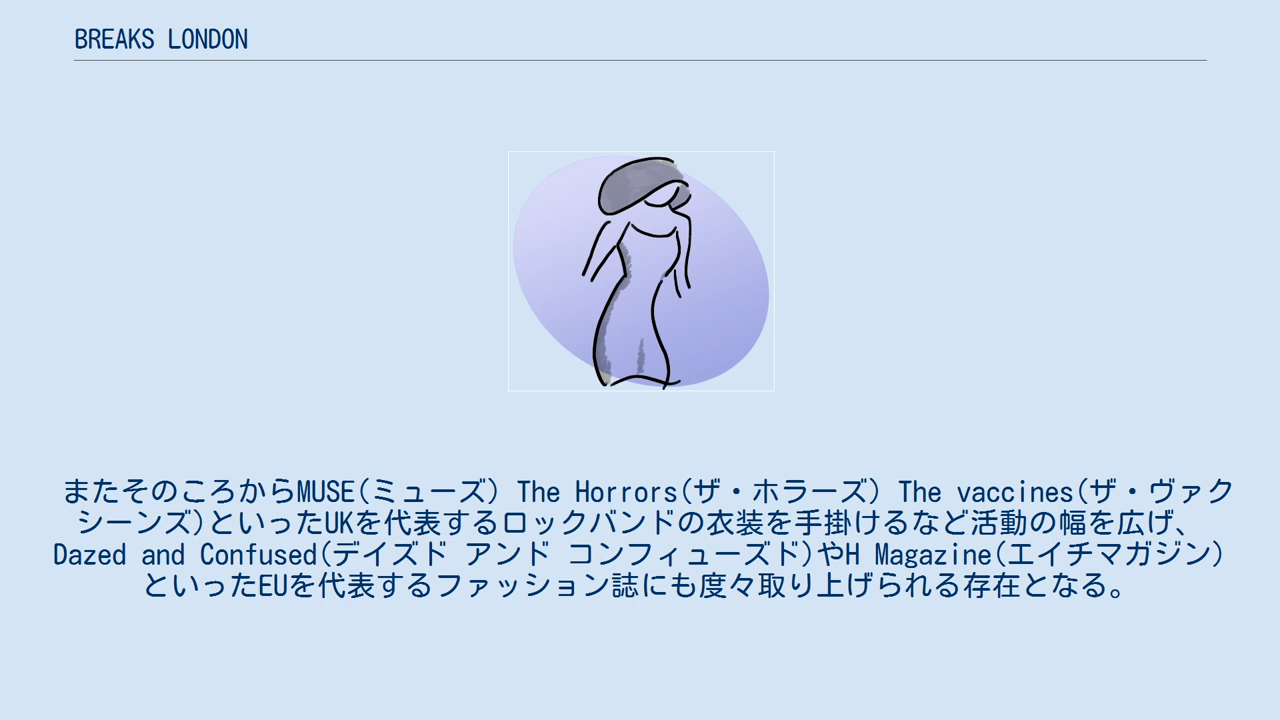 BREAKS LONDON
またそのころからMUSE(ミューズ) The Horrors(ザ・ホラーズ) The vaccines(ザ・ヴァク
シーンズ)といったUKを代表するロックバンドの衣装を手掛けるなど活動の幅を広げ、
Dazed and Confused(デイズド アンド コンフィューズド)やH Magazine(エイチマガジン)
といったEUを代表するファッション誌にも度々取り上げられる存在となる。